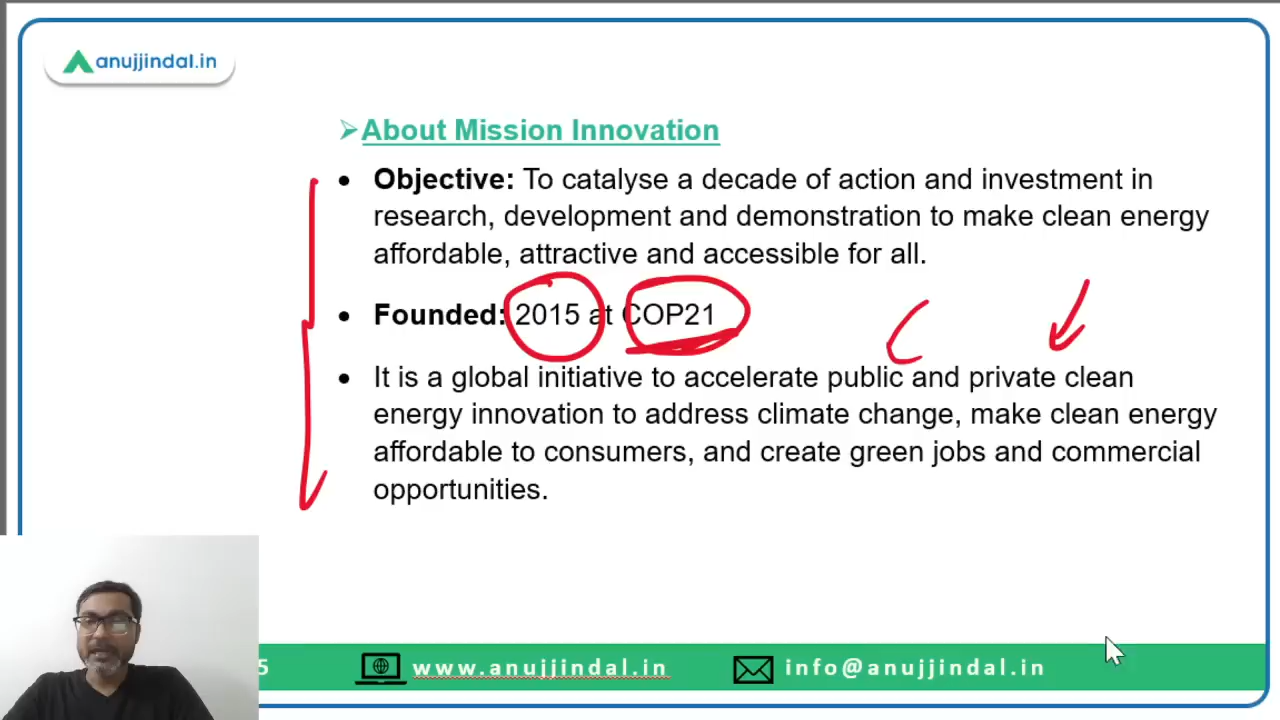 anujjindal.in
About Mission Innovation
Objective: To catalyse a decade of action and investment in
research, development and demonstration to make clean energy
affordable, attractive and accessible for all.
Founded: 2015 at COP21
It is a global initiative to accelerate public and private clean
energy innovation to address climate change, make clean energy
affordable to consumers, and create green jobs and commercial
opportunities.
5 www.anujjindal.in info@anujjindal.in